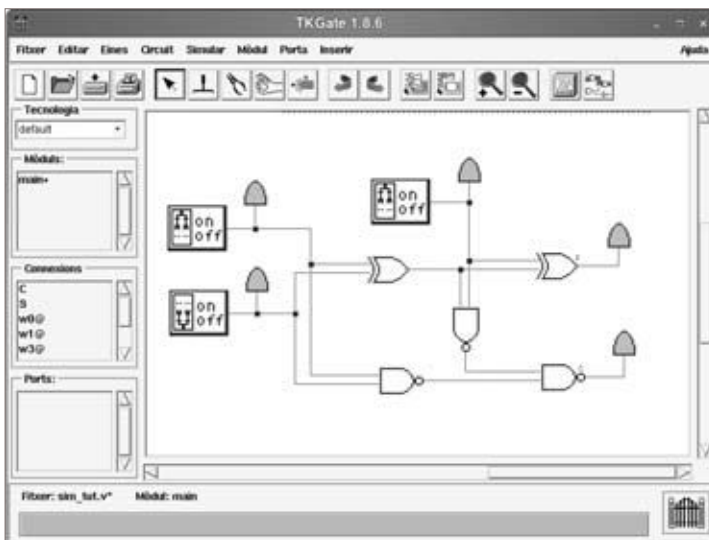 TKGate 1.8.6
Fitxer Editar Eines Circuit Simular Mòdul Porta Inserir Ajuda
Tecnologia
default
Mòduls:
main+
Connexions
C
S
w0@
w1@
w3@
Ports:
on
off
on
off
on
off
Fitxer: sim_tut.v* Mòdul: main